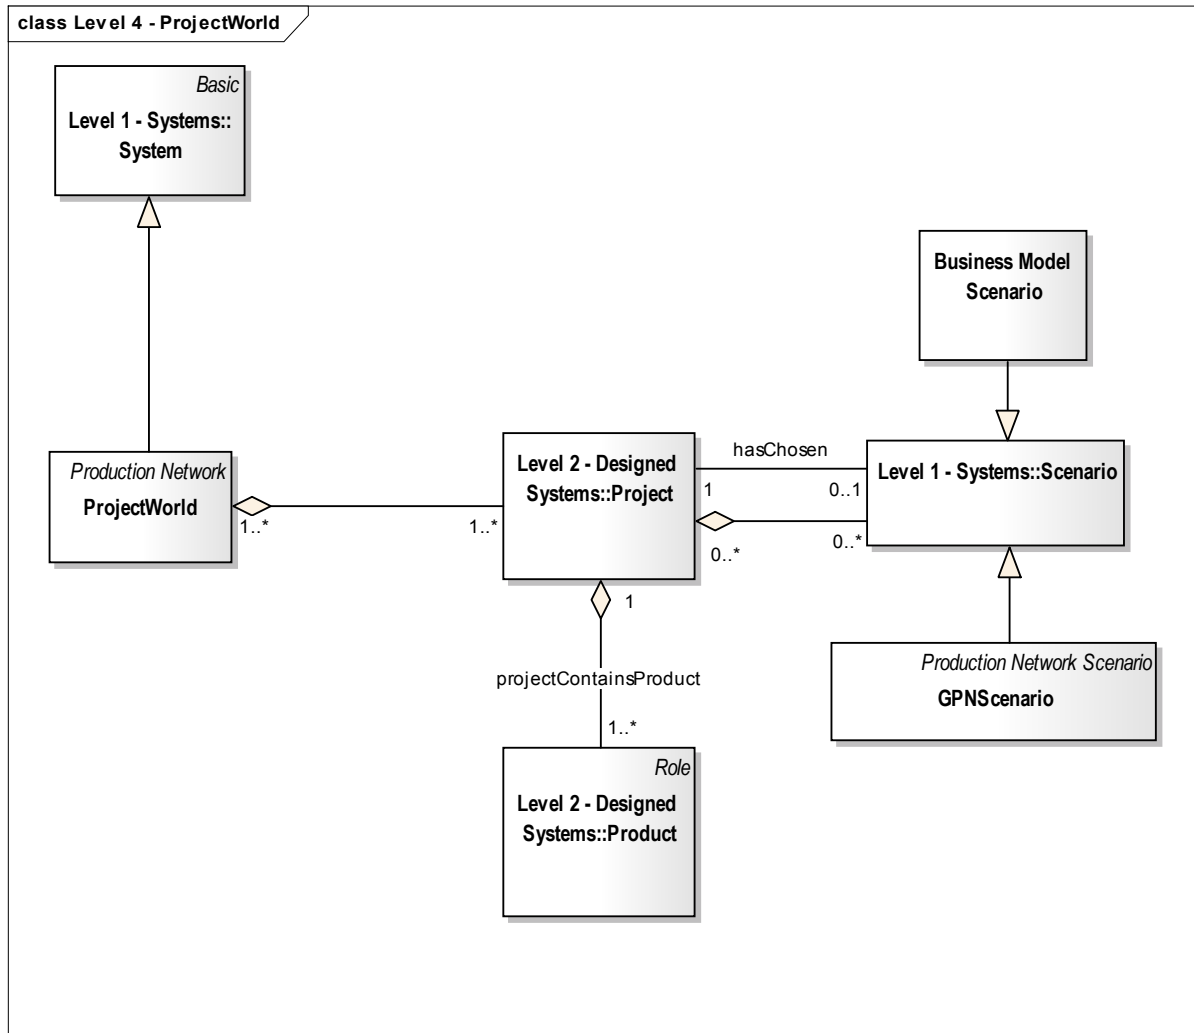 class Level 4 - ProjectWorld
Basic
Level 1 - Systems::
System
Business Model
Scenario
Production Network
ProjectWorld
1..*
1..*
Level 2 - Designed
Systems::Project
hasChosen
1
0..1
0..*
0..*
Level 1 - Systems::Scenario
1
projectContainsProduct
1..*
Production Network Scenario
GPNScenario
Role
Level 2 - Designed
Systems::Product